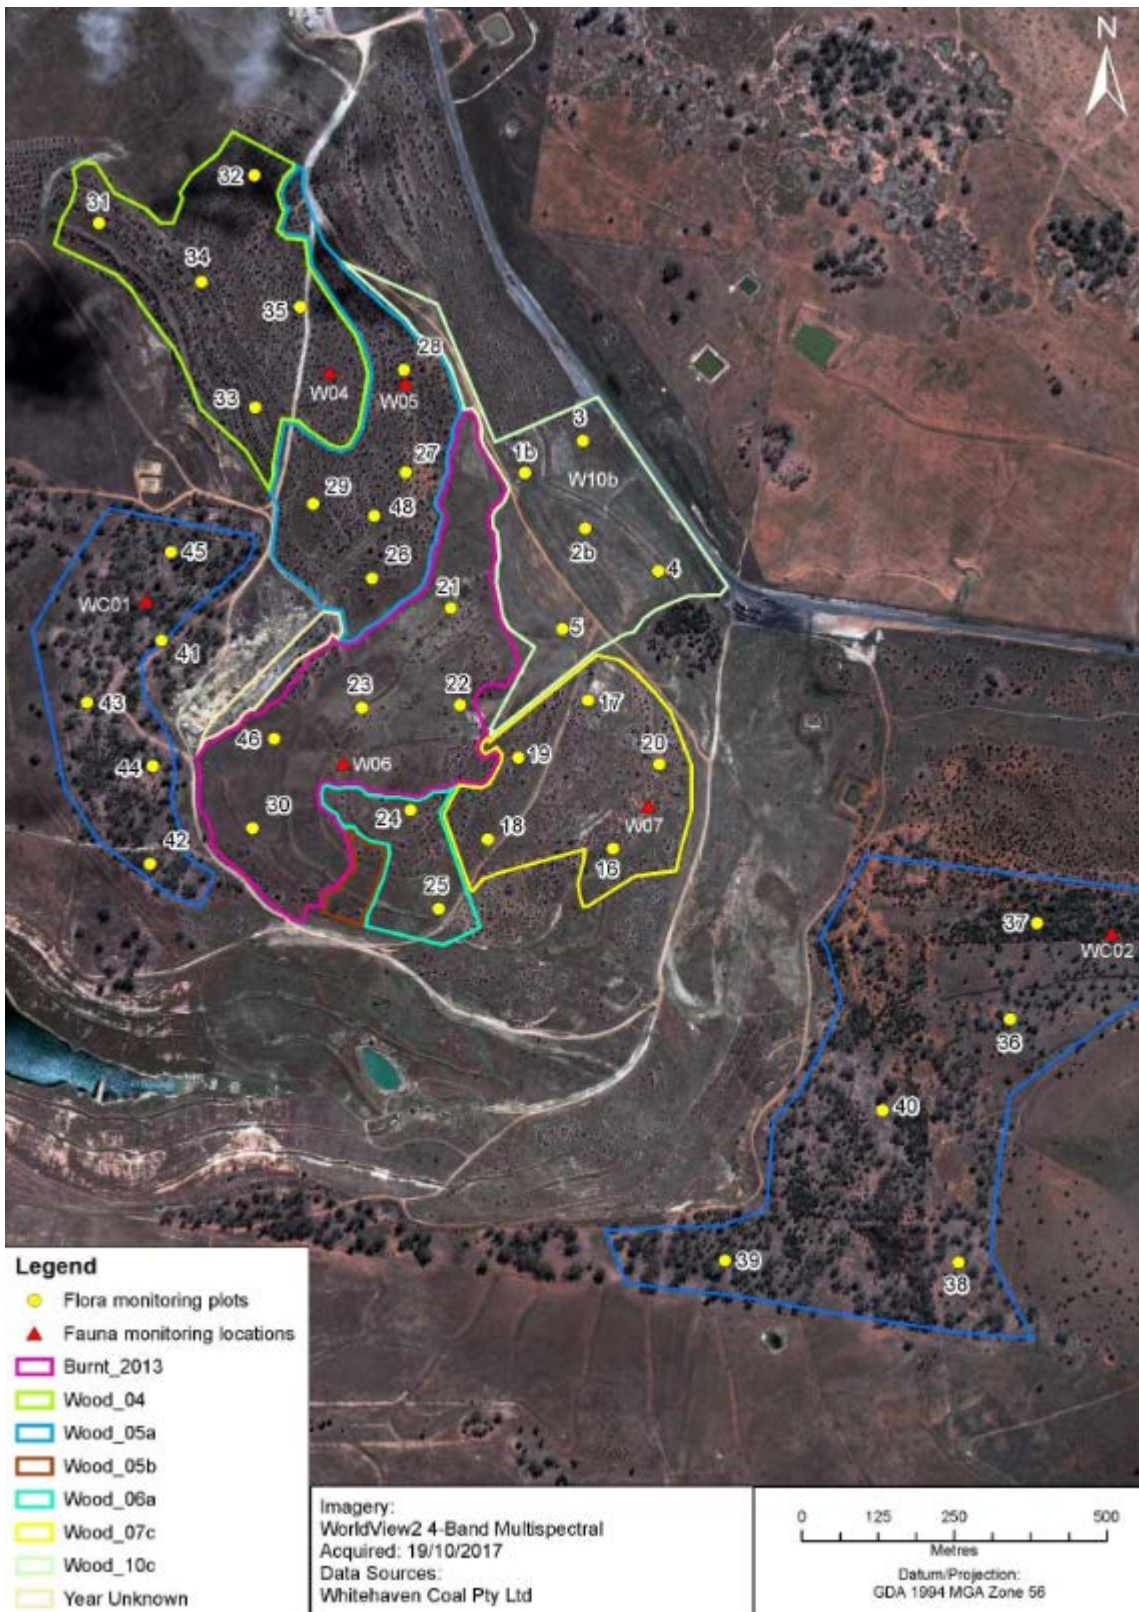 N
32
31
34
35
28
W04
W05
33
3
27
1b
W10b
29
48
2b
45
26
4
WC01
21
5
41
43
23
22
17
46
19
20
44
W06
24
W07
30
18
42
16
25
37
WC02
36
40
39
38
Legend
Flora monitoring plots
Fauna monitoring locations
Burnt_2013
Wood_04
Wood_05a
Wood_05b
Wood_06a
Wood_07c
Wood_10c
Year Unknown
Imagery:
WorldView2 4-Band Multispectral
Acquired: 19/10/2017
Data Sources:
Whitehaven Coal Pty Ltd
0 125 250 500
Metres
Datum/Projection:
GDA 1994 MGA Zone 56